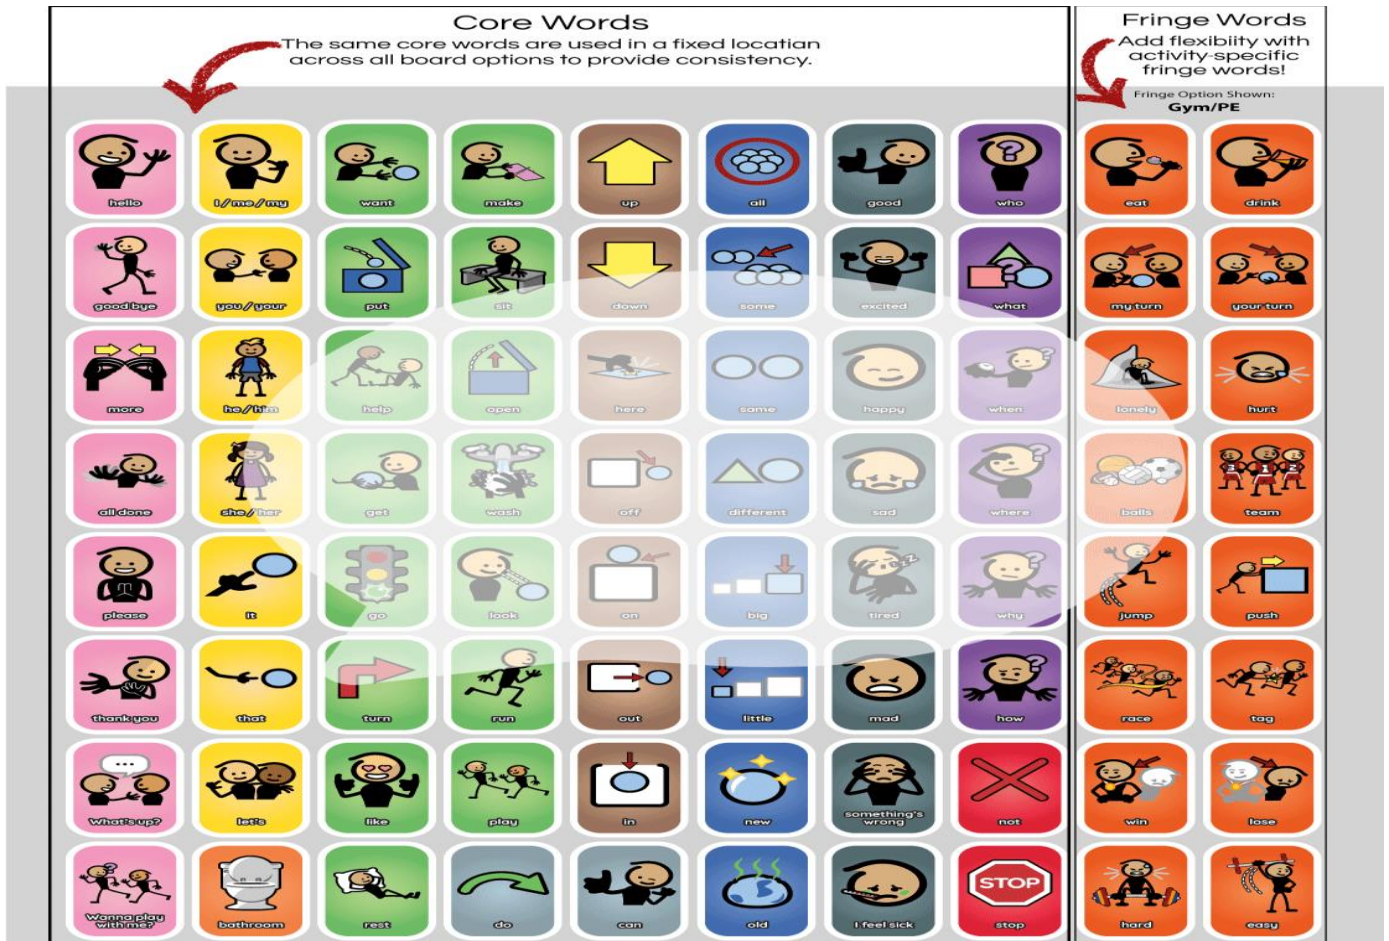 Core Words
The same core words are used in a fixed locatian
across all board options to provide consistency.
Fringe Words
Add flexibiity with
activity-specific
fringe words!
Fringe Option Shown:
Gym/PE
hello I/me/my want make up all good who eat drink
goodbye you/your put sit down some excited what my turn your turn
more he/him help open here same happy when lonely hurt
all done she/her get wash off different sad where balls team
please it go look on big tired why jump push
thank you that turn run out little mad how race tag
What's up? let's like play in new something's wrong not win lose
Wanna play with me? bathroom rest do can old I feel sick STOP stop hard easy
3 1 2